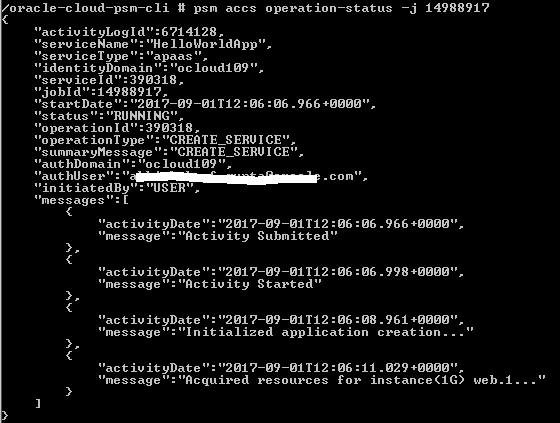 /oracle-cloud-psm-cli # psm accs operation-status -j 14988917
{
    "activityLogId":6714128,
    "serviceName":"HelloWorldApp",
    "serviceType":"apaas",
    "identityDomain":"ocloud109",
    "serviceId":390318,
    "jobId":14988917,
    "startDate":"2017-09-01T12:06:06.966+0000",
    "status":"RUNNING",
    "operationId":390318,
    "operationType":"CREATE_SERVICE",
    "summaryMessage":"CREATE_SERVICE",
    "authDomain":"ocloud109",
    "authUser":" .com",
    "initiatedBy":"USER",
    "messages":[
        {
            "activityDate":"2017-09-01T12:06:06.966+0000",
            "message":"Activity Submitted"
        },
        {
            "activityDate":"2017-09-01T12:06:06.998+0000",
            "message":"Activity Started"
        },
        {
            "activityDate":"2017-09-01T12:06:08.961+0000",
            "message":"Initialized application creation..."
        },
        {
            "activityDate":"2017-09-01T12:06:11.029+0000",
            "message":"Acquired resources for instance(1G) web.1..."
        }
    ]
}